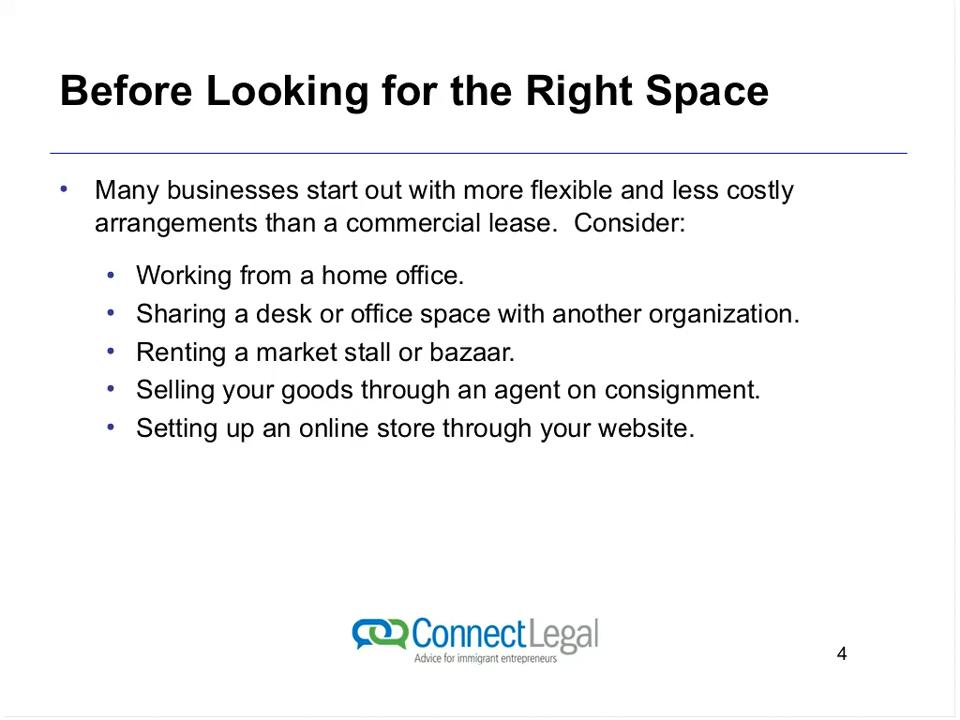 Before Looking for the Right Space
• Many businesses start out with more flexible and less costly
arrangements than a commercial lease.  Consider:
• Working from a home office.
• Sharing a desk or office space with another organization.
• Renting a market stall or bazaar.
• Selling your goods through an agent on consignment.
• Setting up an online store through your website.
ConnectLegal
Advice for immigrant entrepreneurs
4